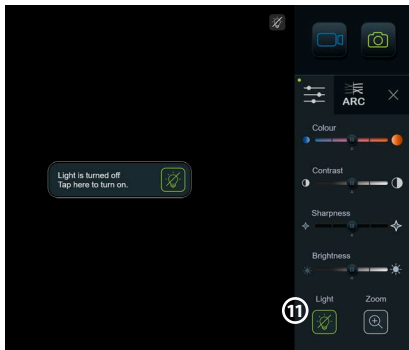 ARC
Colour
Light is turned off
Tap here to turn on.
Contrast
Sharpness
Brightness
Light Zoom
11